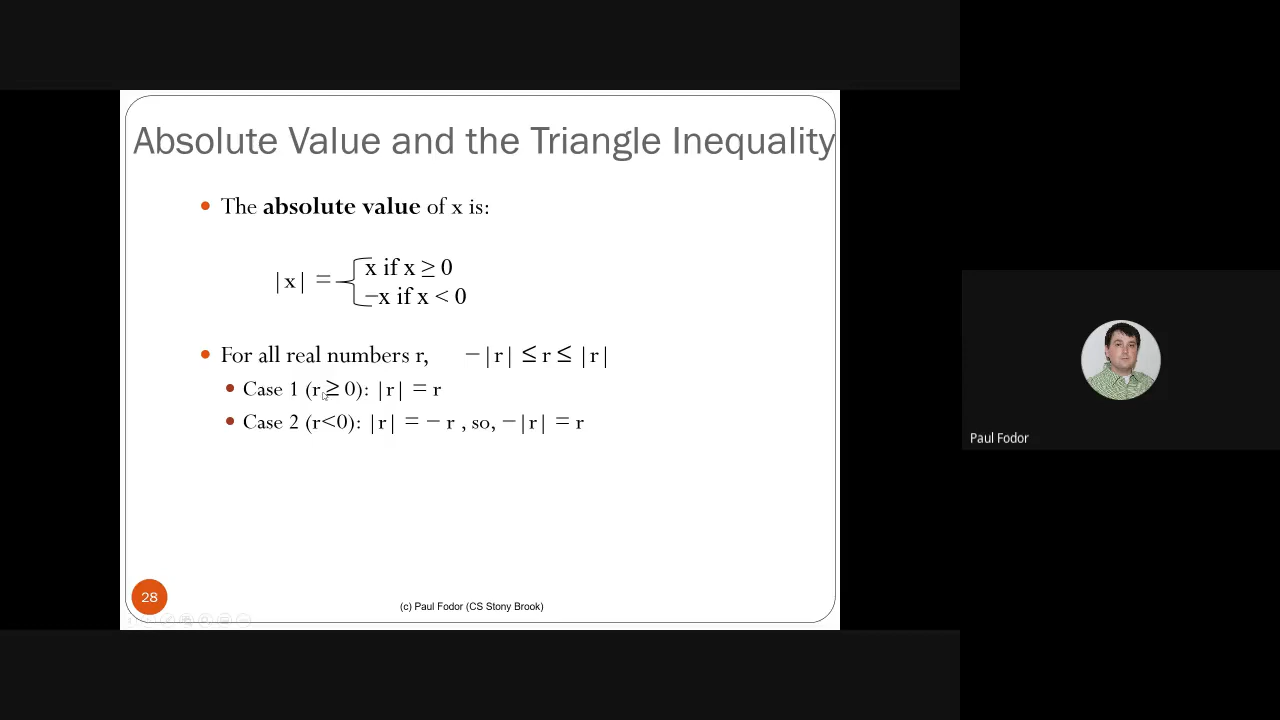 Absolute Value and the Triangle Inequality
• The absolute value of x is:
|x| =
x if x ≥ 0
−x if x < 0
• For all real numbers r, −|r| ≤ r ≤ |r|
• Case 1 (r ≥ 0): |r| = r
• Case 2 (r<0): |r| = − r , so, −|r| = r
28
(c) Paul Fodor (CS Stony Brook)
Paul Fodor